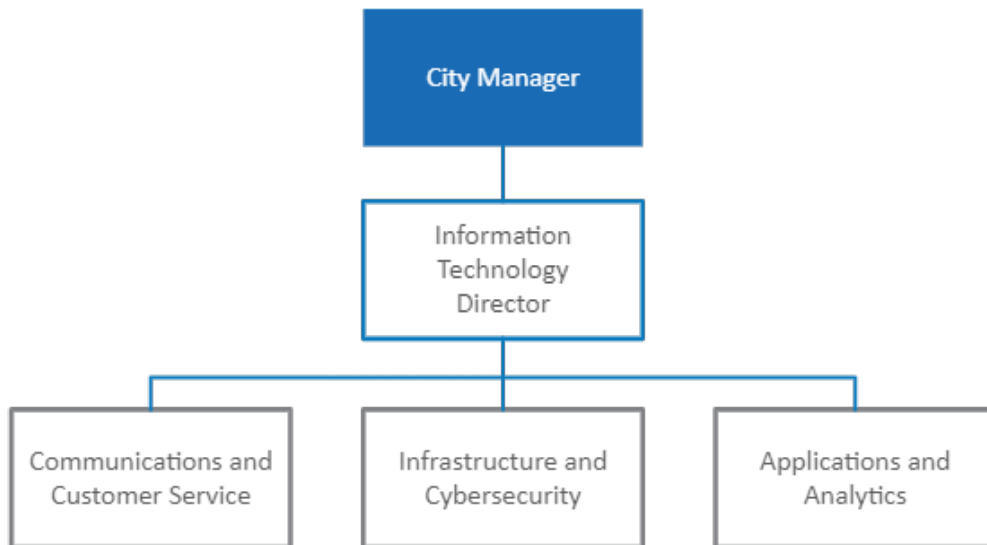 City Manager
Information
Technology
Director
Communications and
Customer Service
Infrastructure and
Cybersecurity
Applications and
Analytics